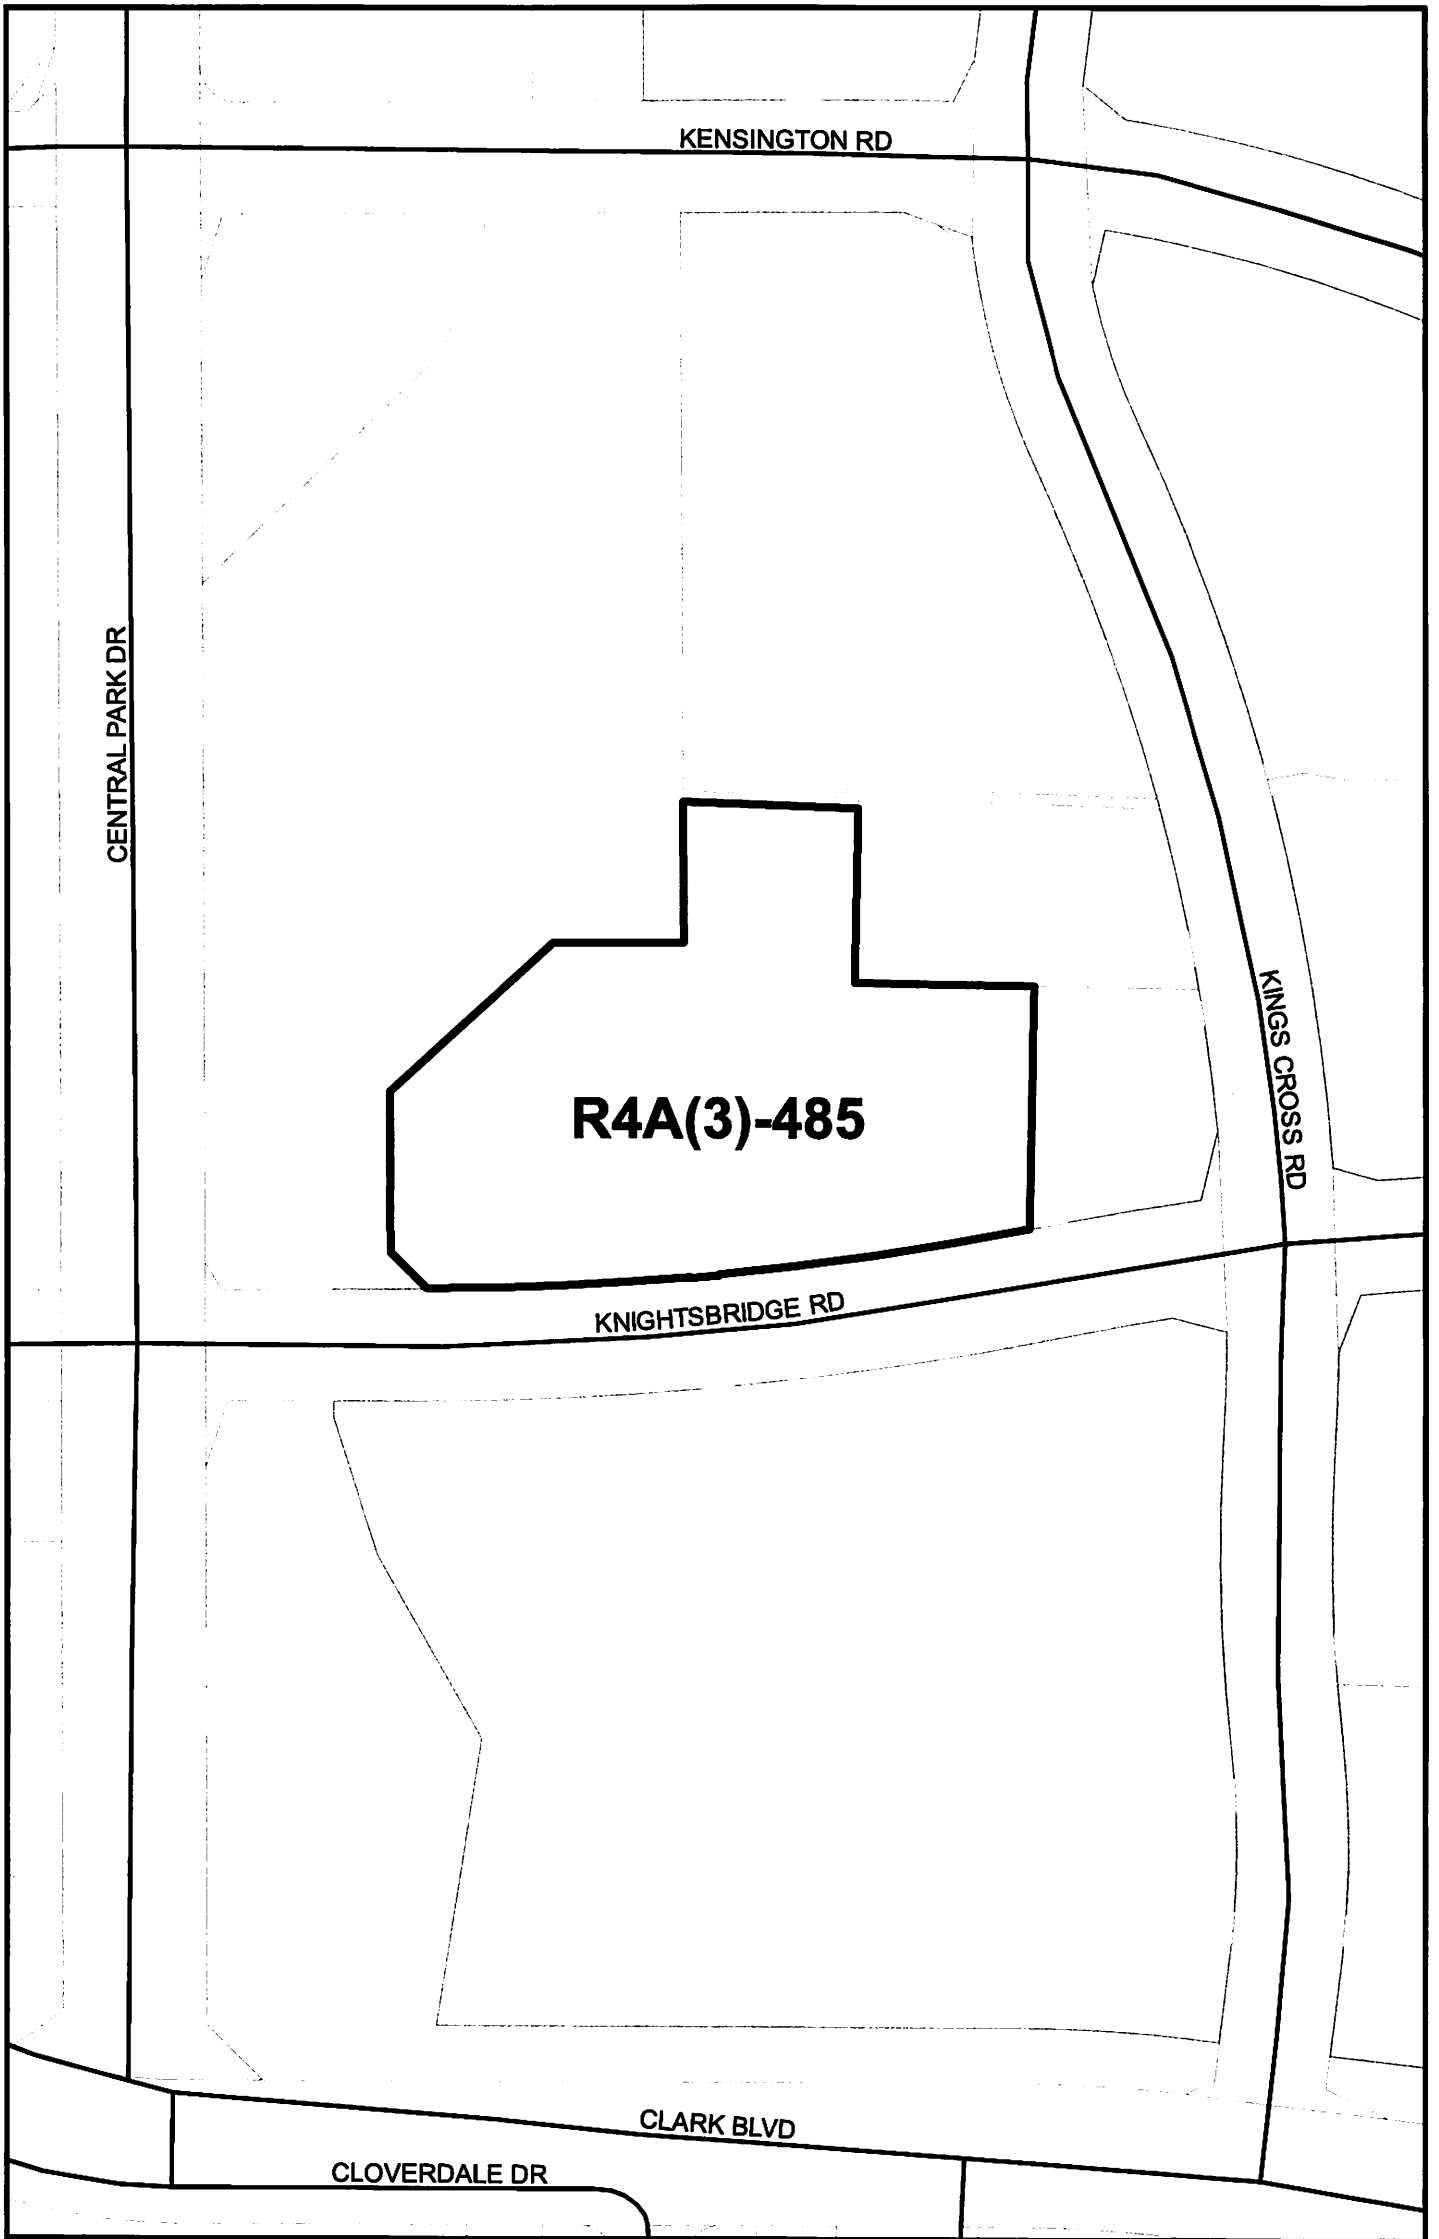 KENSINGTON RD
CENTRAL PARK DR
KINGS CROSS RD
R4A(3)-485
KNIGHTSBRIDGE RD
CLARK BLVD
CLOVERDALE DR